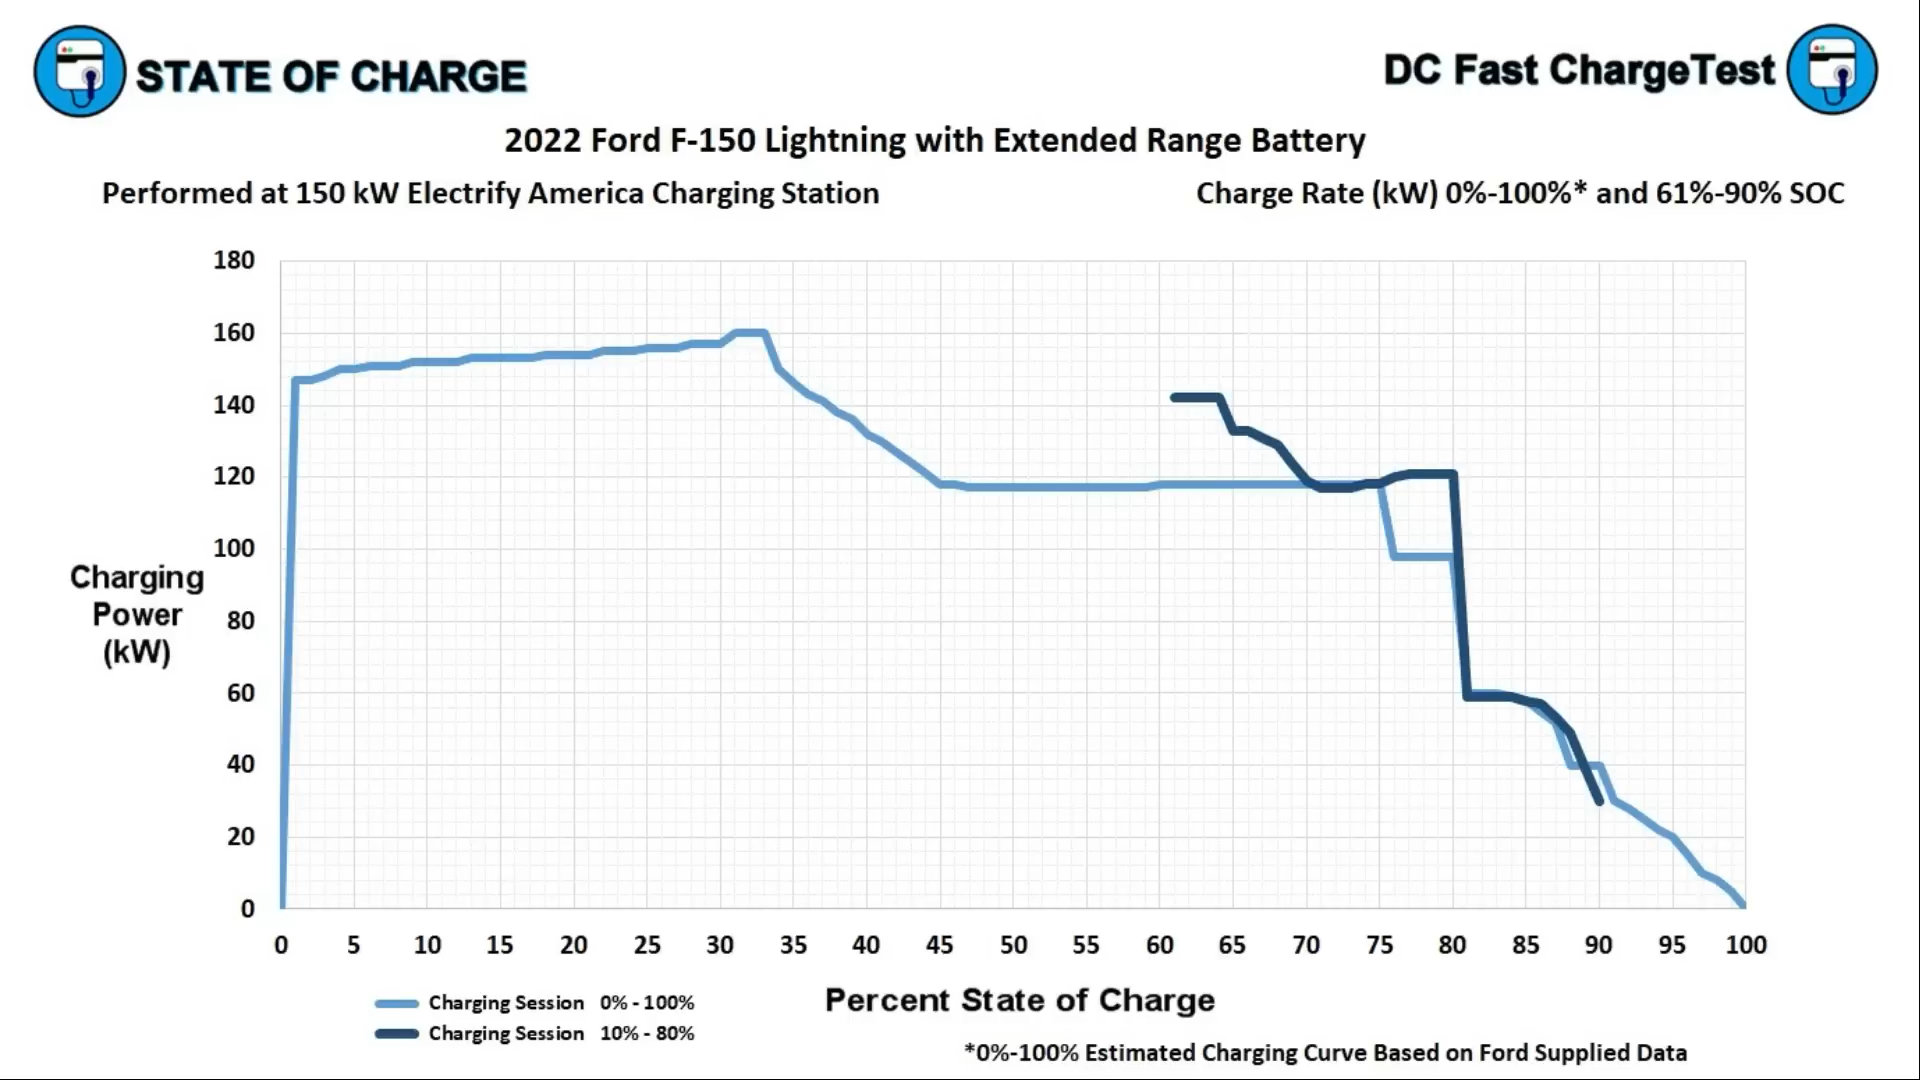 STATE OF CHARGE
DC Fast ChargeTest
2022 Ford F-150 Lightning with Extended Range Battery
Performed at 150 kW Electrify America Charging Station
Charge Rate (kW) 0%-100%* and 61%-90% SOC
180
160
140
120
100
80
60
40
20
0
Charging
Power
(kW)
0 5 10 15 20 25 30 35 40 45 50 55 60 65 70 75 80 85 90 95 100
Percent State of Charge
Charging Session 0% - 100%
Charging Session 10% - 80%
*0%-100% Estimated Charging Curve Based on Ford Supplied Data